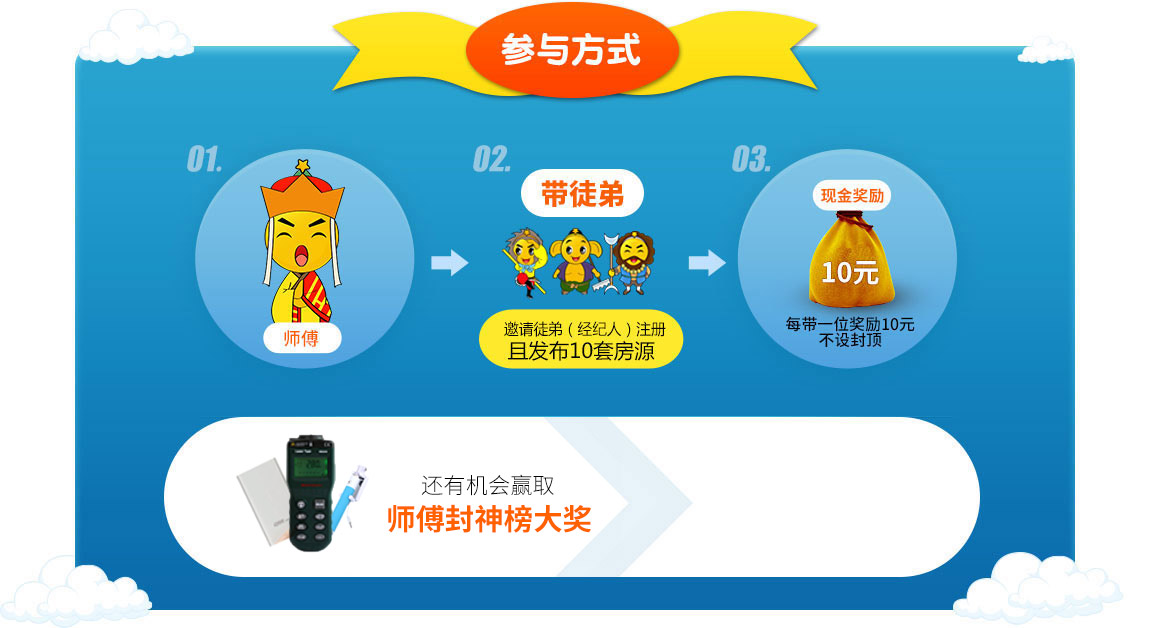 参与方式
01.
师傅
02.
带徒弟
邀请徒弟（经纪人）注册
且发布10套房源
03.
现金奖励
10元
每带一位奖励10元
不设封顶
还有机会赢取
师傅封神榜大奖